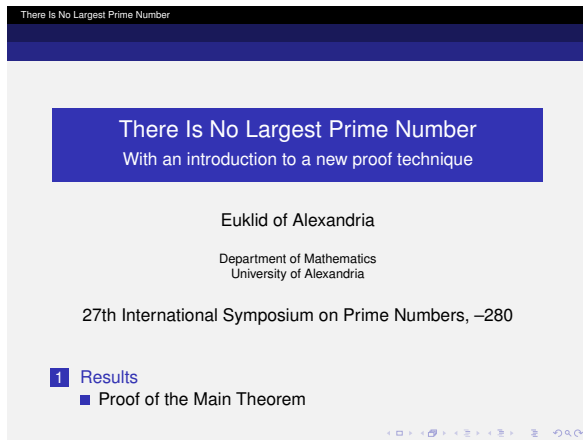 There Is No Largest Prime Number
There Is No Largest Prime Number
With an introduction to a new proof technique
Euklid of Alexandria
Department of Mathematics
University of Alexandria
27th International Symposium on Prime Numbers, –280
1 Results
Proof of the Main Theorem